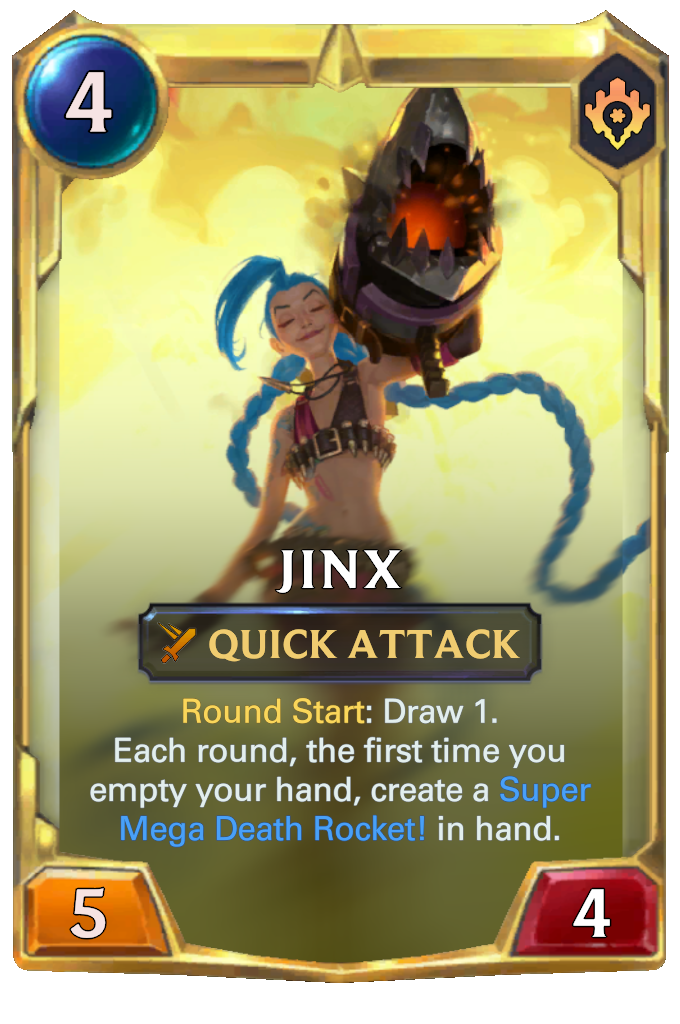 4
JINX
QUICK ATTACK
Round Start: Draw 1.
Each round, the first time you
empty your hand, create a Super
Mega Death Rocket! in hand.
5
4